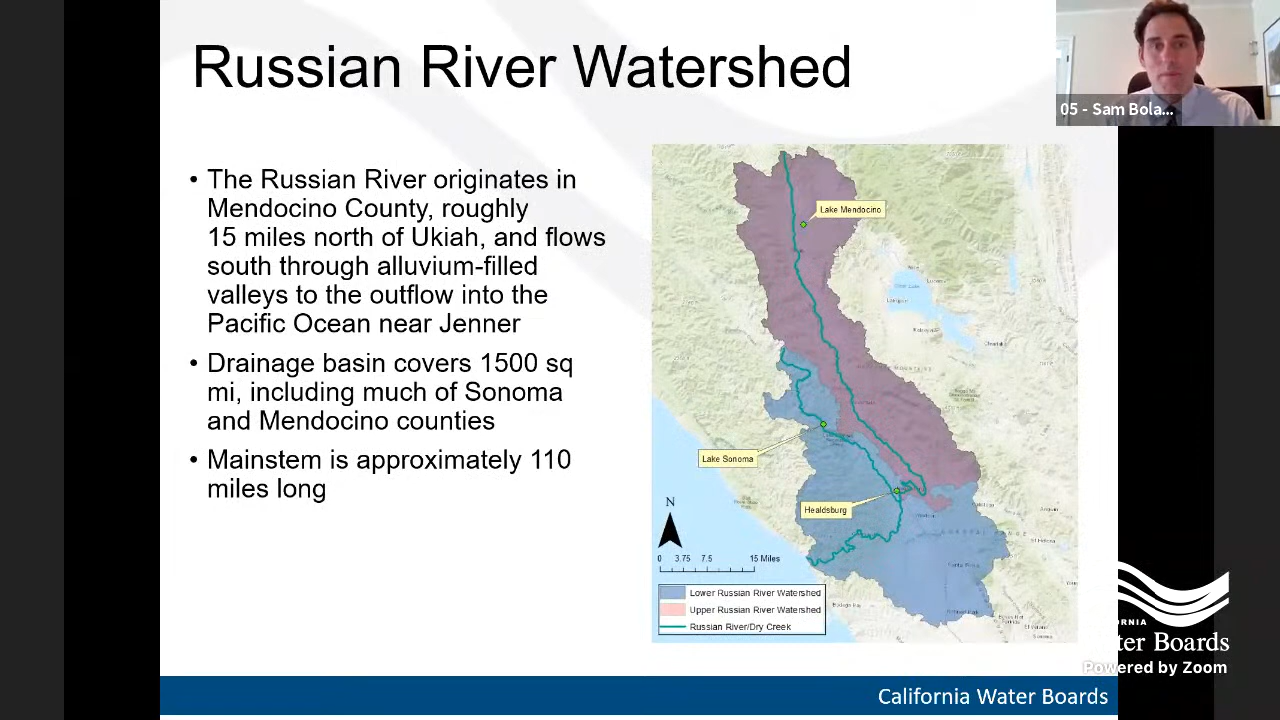 Russian River Watershed
05 - Sam Bola...
• The Russian River originates in
Mendocino County, roughly
15 miles north of Ukiah, and flows
south through alluvium-filled
valleys to the outflow into the
Pacific Ocean near Jenner
• Drainage basin covers 1500 sq
mi, including much of Sonoma
and Mendocino counties
• Mainstem is approximately 110
miles long
Lake Mendocino
Lake Sonoma
Healdsburg
N
0 3.75 7.5 15 Miles
Lower Russian River Watershed
Upper Russian River Watershed
Russian River/Dry Creek
ORNIA
ter Boards
Powered by Zoom
California Water Boards